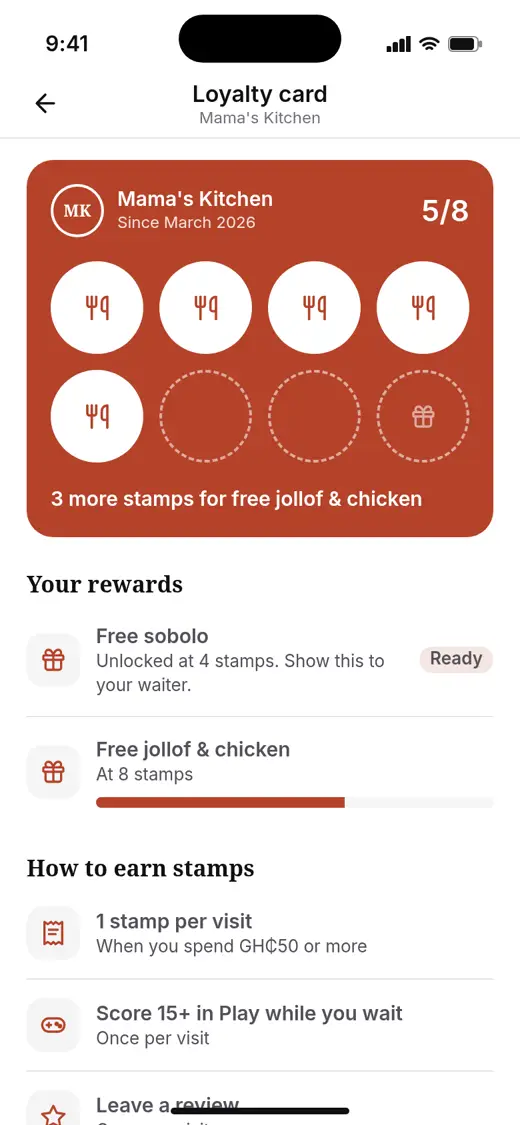 9:41
Loyalty card
Mama's Kitchen
MK
Mama's Kitchen
Since March 2026
5/8
3 more stamps for free jollof & chicken
Your rewards
Free sobolo
Unlocked at 4 stamps. Show this to
your waiter.
Ready
Free jollof & chicken
At 8 stamps
How to earn stamps
1 stamp per visit
When you spend GH₵50 or more
Score 15+ in Play while you wait
Once per visit
Leave a review